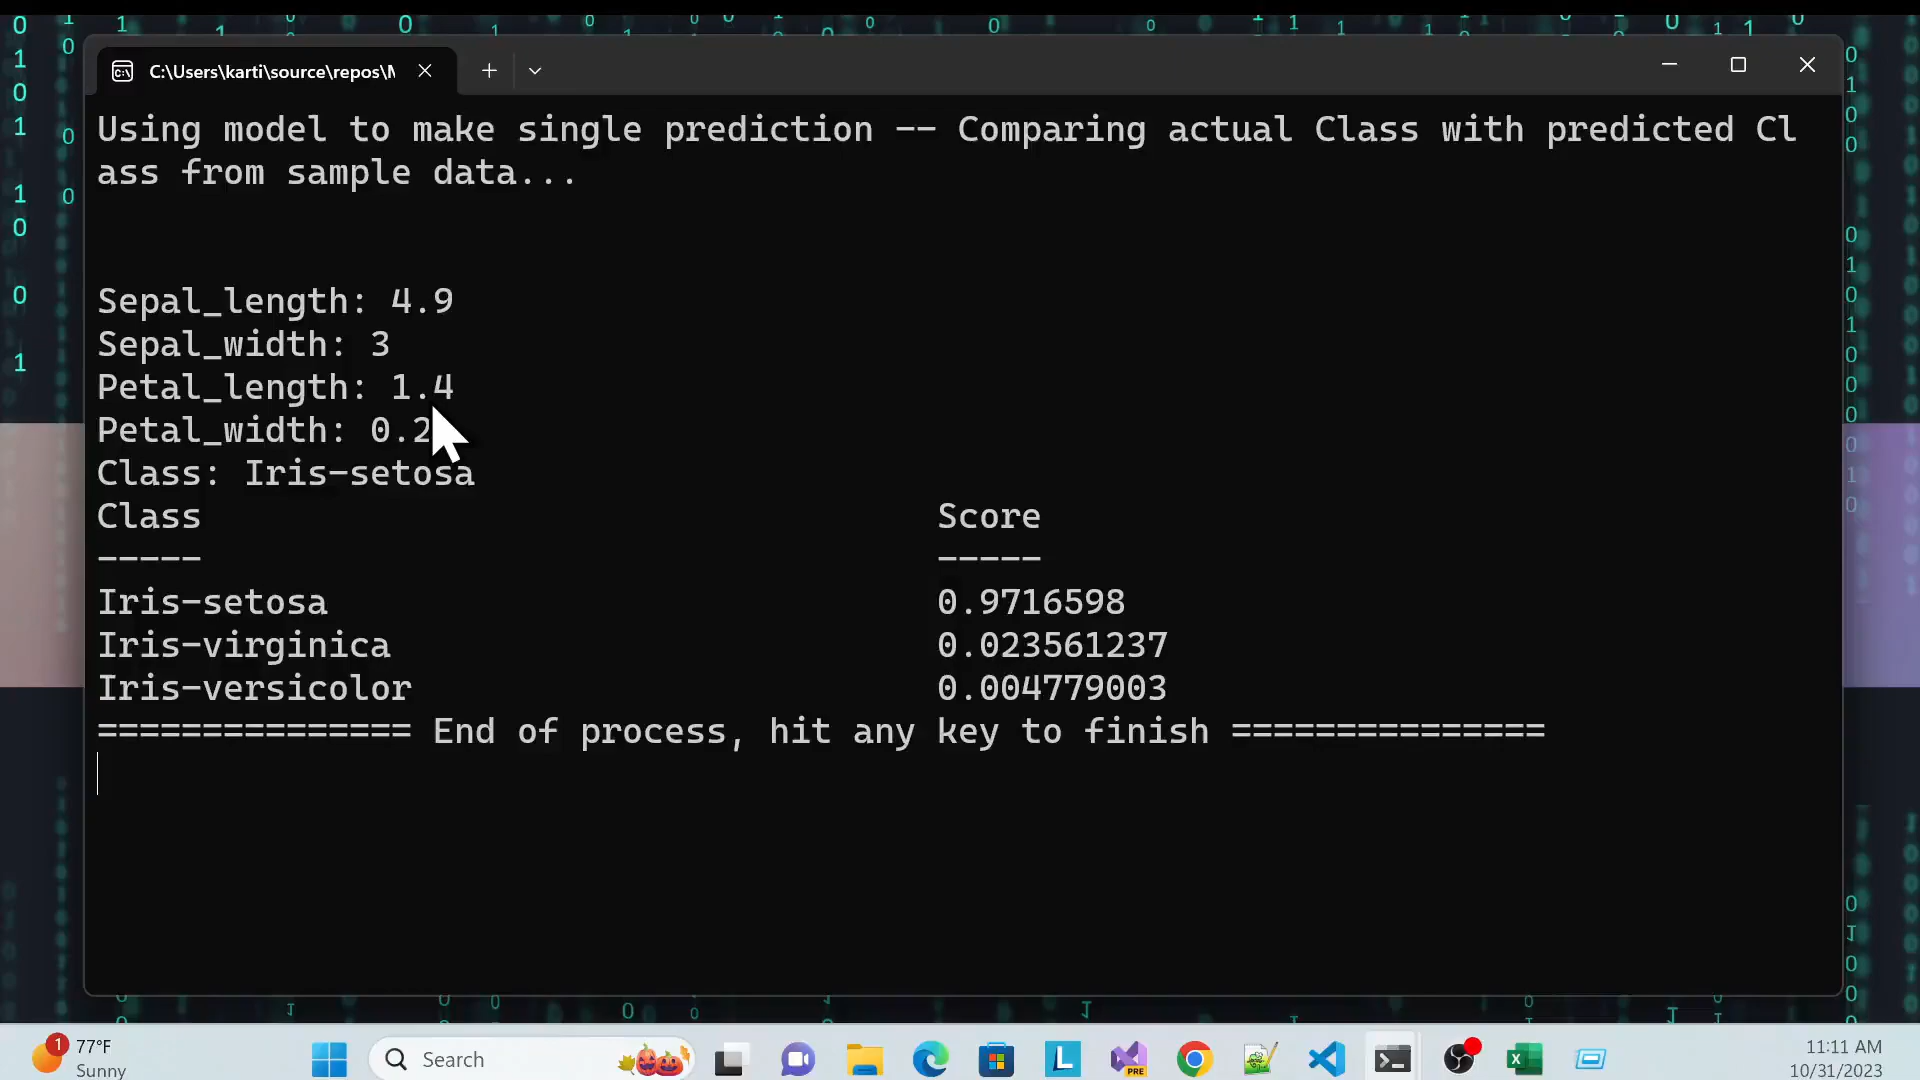 C:\Users\karti\source\repos\M
Using model to make single prediction -- Comparing actual Class with predicted Cl
ass from sample data...
Sepal_length: 4.9
Sepal_width: 3
Petal_length: 1.4
Petal_width: 0.2
Class: Iris-setosa
Class Score
----- -----
Iris-setosa 0.9716598
Iris-virginica 0.023561237
Iris-versicolor 0.004779003
=============== End of process, hit any key to finish ===============
1
77°F
Sunny
Search
L
PRE
11:11 AM
10/31/2023